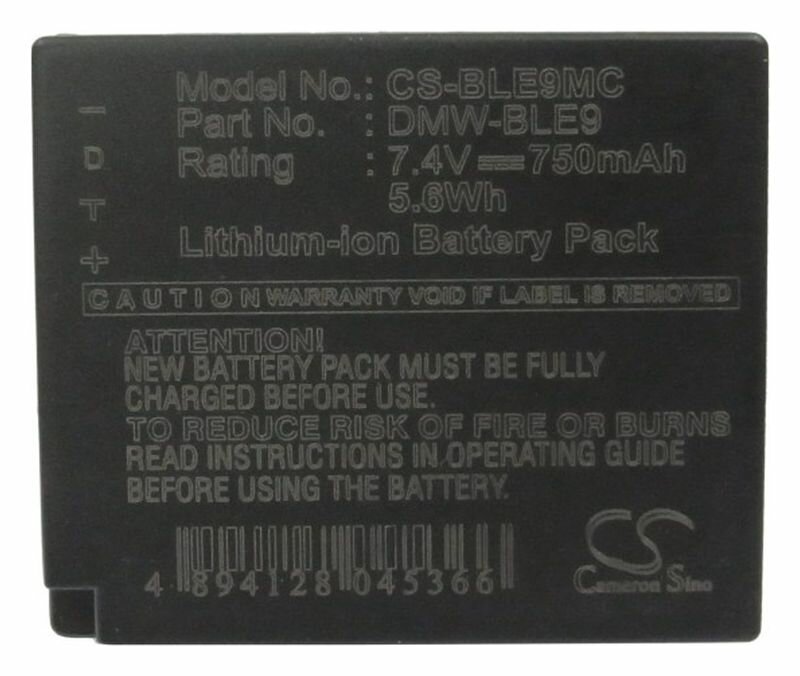 Model No.: CS-BLE9MC
Part No. : DMW-BLE9
Rating : 7.4V⎓750mAh
5.6Wh
Lithium-ion Battery Pack
− D T +
CAUTION WARRANTY VOID IF LABEL IS REMOVED
ATTENTION!
NEW BATTERY PACK MUST BE FULLY
CHARGED BEFORE USE.
TO REDUCE RISK OF FIRE OR BURNS
READ INSTRUCTIONS IN OPERATING GUIDE
BEFORE USING THE BATTERY.
4 894128 045366
CS
Cameron Sino